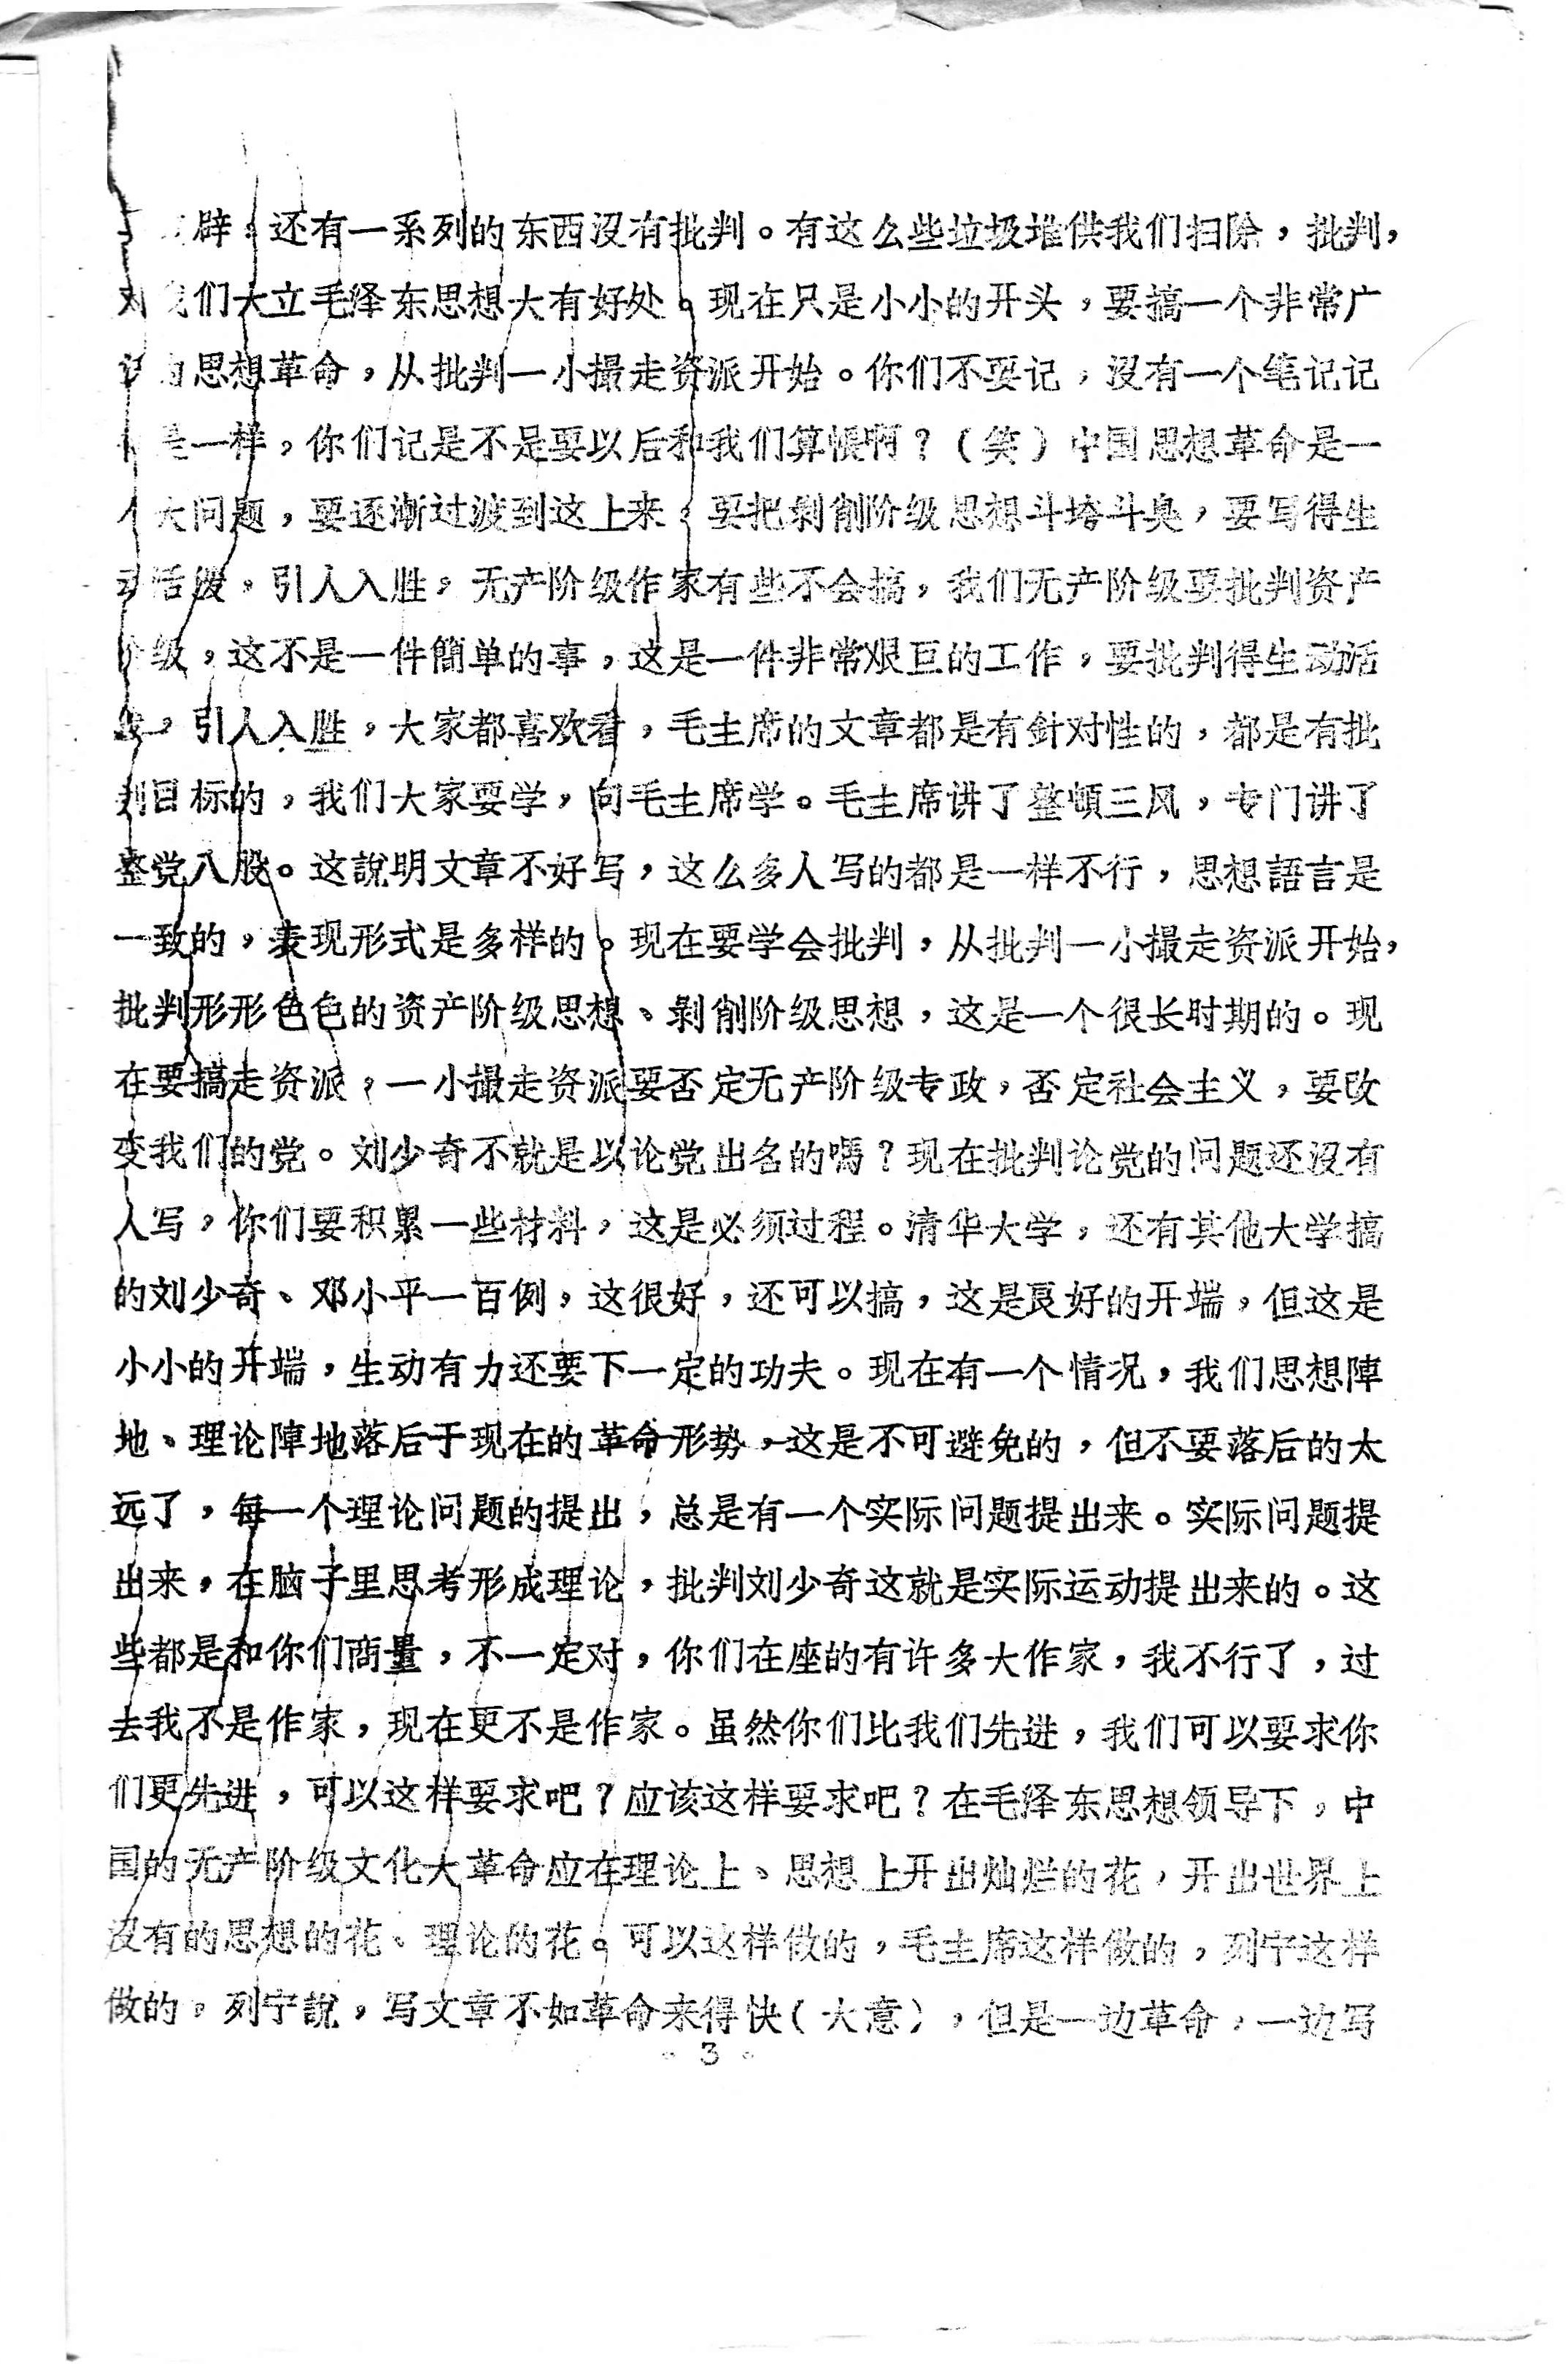 辟，还有一系列的东西没有批判。有这么些垃圾堆供我们扫除，批判，
对我们大立毛泽东思想大有好处。现在只是小小的开头，要搞一个非常广
的思想革命，从批判一小撮走资派开始。你们不要记，没有一个笔记记
是一样，你们记是不是要以后和我们算帳啊？（笑）中国思想革命是一
个大问题，要逐渐过渡到这上来，要把剥削阶级思想斗垮斗臭，要写得生
动活泼，引人入胜，无产阶级作家有些不会搞，我们无产阶级要批判资产
阶级，这不是一件簡单的事，这是一件非常艰巨的工作，要批判得生动活
泼，引人入胜，大家都喜欢看，毛主席的文章都是有針对性的，都是有批
判目标的，我们大家要学，向毛主席学。毛主席讲了整頓三风，专门讲了
整党八股。这說明文章不好写，这么多人写的都是一样不行，思想語言是
一致的，表现形式是多样的。现在要学会批判，从批判一小撮走资派开始，
批判形形色色的资产阶级思想、剥削阶级思想，这是一个很长时期的。现
在要搞走资派，一小撮走资派要否定无产阶级专政，否定社会主义，要改
变我们的党。刘少奇不就是以论党出名的嗎？现在批判论党的问题还没有
人写，你们要积累一些材料，这是必须过程。清华大学，还有其他大学搞
的刘少奇、邓小平一百例，这很好，还可以搞，这是良好的开端，但这是
小小的开端，生动有力还要下一定的功夫。现在有一个情况，我们思想陣
地、理论陣地落后于现在的革命形势，这是不可避免的，但不要落后的太
远了，每一个理论问题的提出，总是有一个实际问题提出来。实际问题提
出来，在脑子里思考形成理论，批判刘少奇这就是实际运动提出来的。这
些都是和你们商量，不一定对，你们在座的有许多大作家，我不行了，过
去我不是作家，现在更不是作家。虽然你们比我们先进，我们可以要求你
们更先进，可以这样要求吧？应该这样要求吧？在毛泽东思想领导下，中
国的无产阶级文化大革命应在理论上、思想上开出灿烂的花，开出世界上
没有的思想的花、理论的花。可以这样做的，毛主席这样做的，列宁这样
做的。列宁說，写文章不如革命来得快（大意），但是一边革命，一边写
· 3 ·